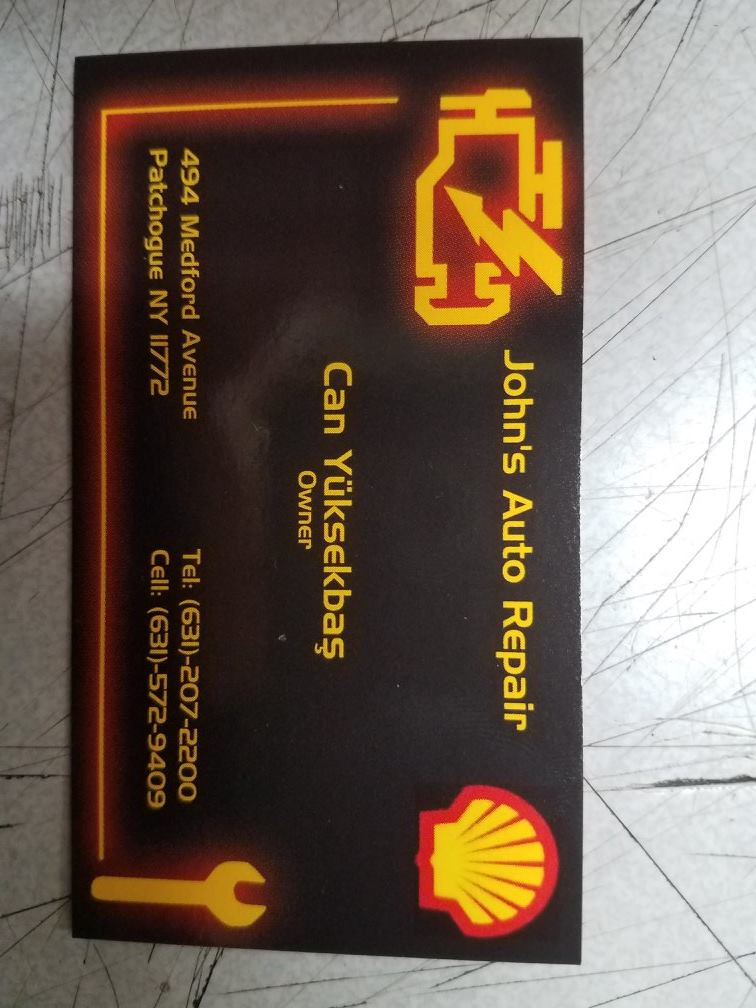 John's Auto Repair
Can Yüksekbaş
Owner
494 Medford Avenue
Patchogue NY 11772
Tel: (631)-207-2200
Cell: (631)-572-9409